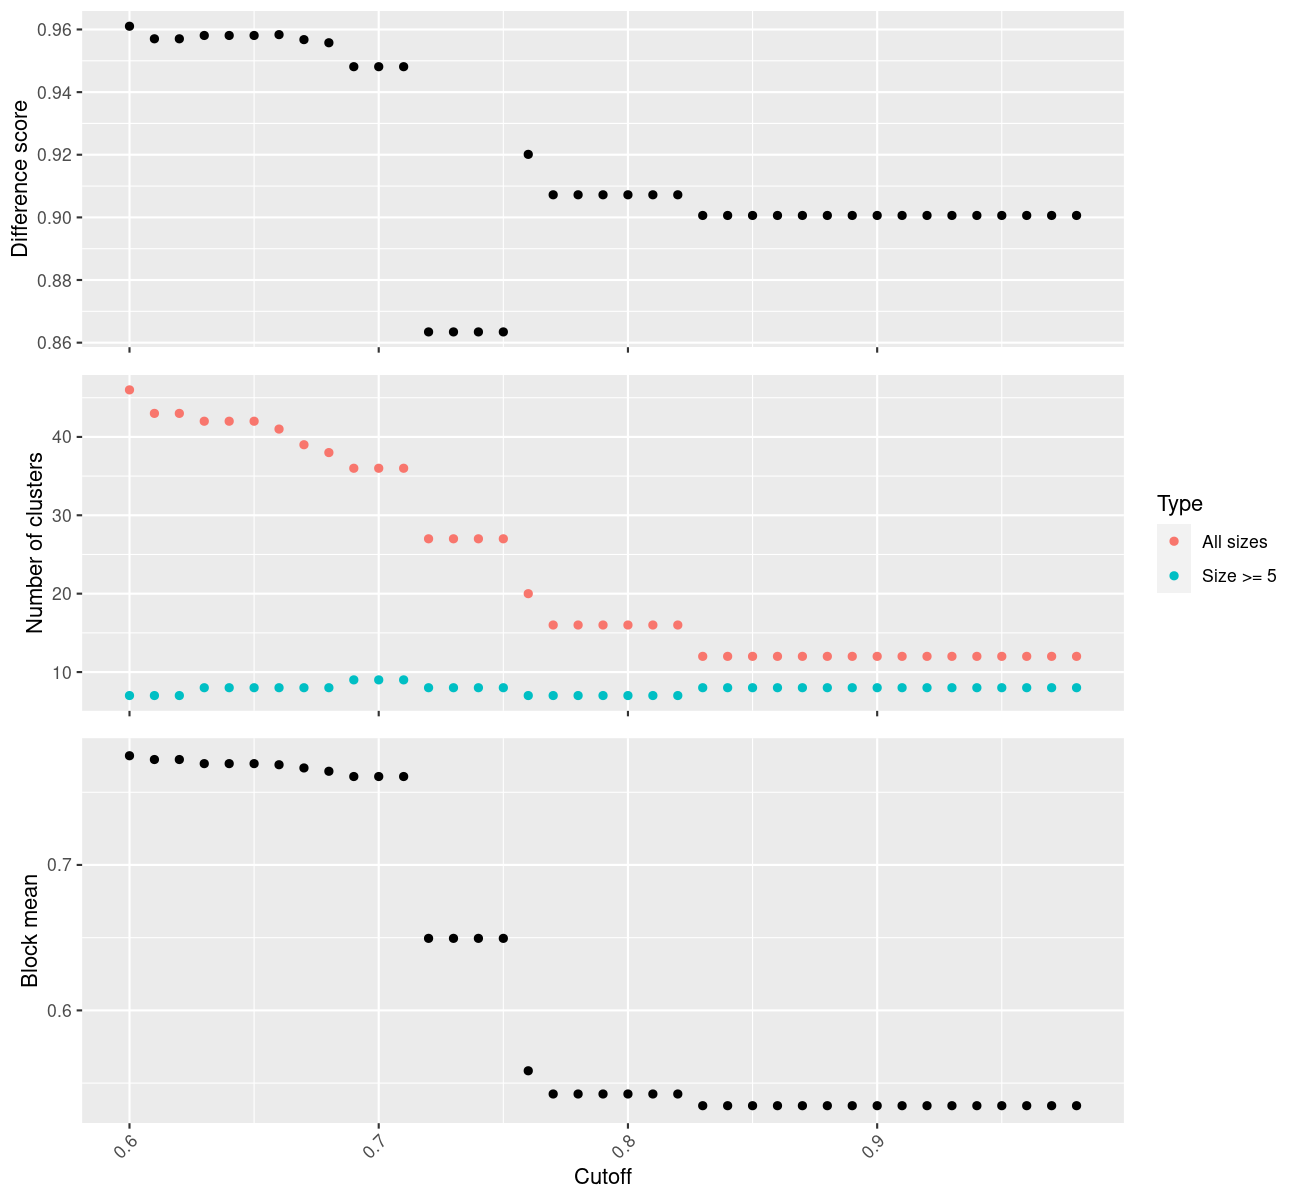 Difference score
0.96
0.94
0.92
0.90
0.88
0.86
Number of clusters
40
30
20
10
Block mean
0.7
0.6
0.6
0.7
0.8
0.9
Cutoff
Type
All sizes
Size >= 5